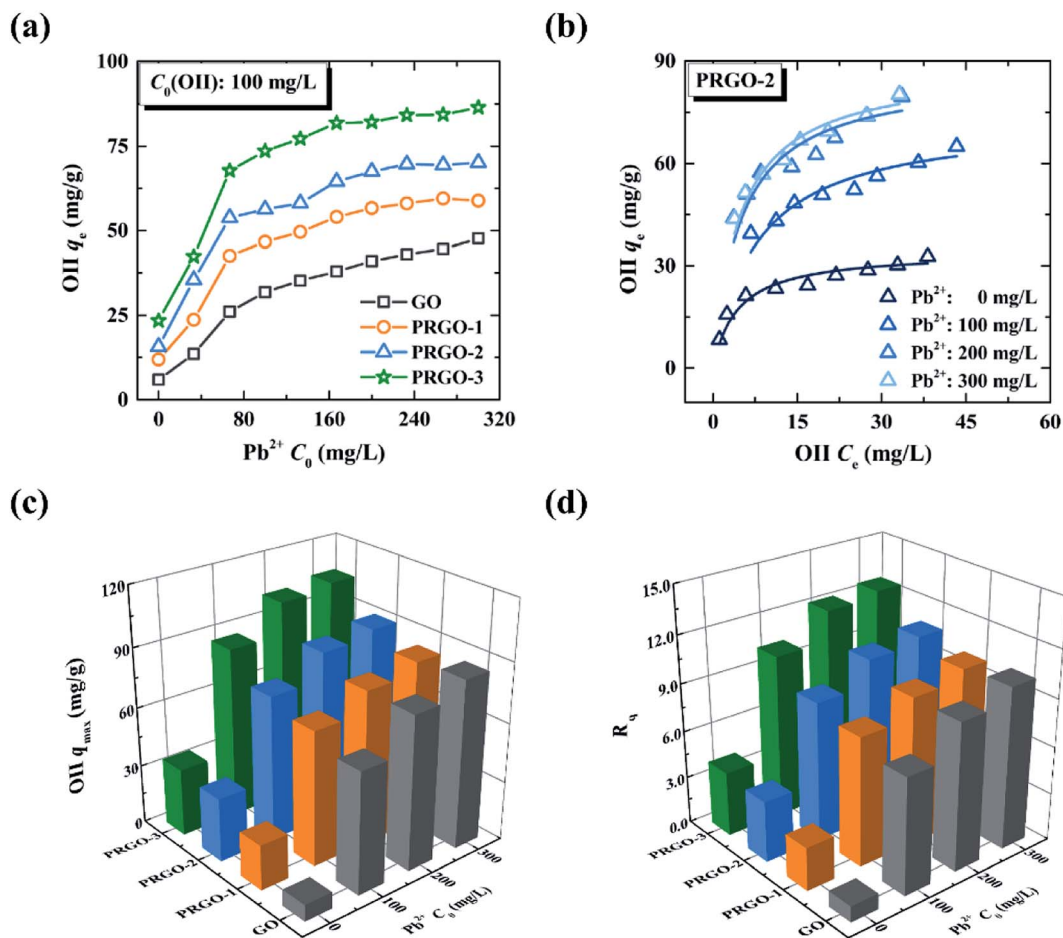 (a)
C₀(OII): 100 mg/L
OII qₑ (mg/g)
100
75
50
25
0
GO
PRGO-1
PRGO-2
PRGO-3
0 80 160 240 320
Pb²⁺ C₀ (mg/L)
(b)
PRGO-2
OII qₑ (mg/g)
90
60
30
0
Pb²⁺: 0 mg/L
Pb²⁺: 100 mg/L
Pb²⁺: 200 mg/L
Pb²⁺: 300 mg/L
0 15 30 45 60
OII Cₑ (mg/L)
(c)
OII qmax (mg/g)
120
90
60
30
0
PRGO-3
PRGO-2
PRGO-1
GO
0
100
200
300
Pb²⁺ C₀ (mg/L)
(d)
R_q
15.0
12.0
9.0
6.0
3.0
0.0
PRGO-3
PRGO-2
PRGO-1
GO
0
100
200
300
Pb²⁺ C₀ (mg/L)